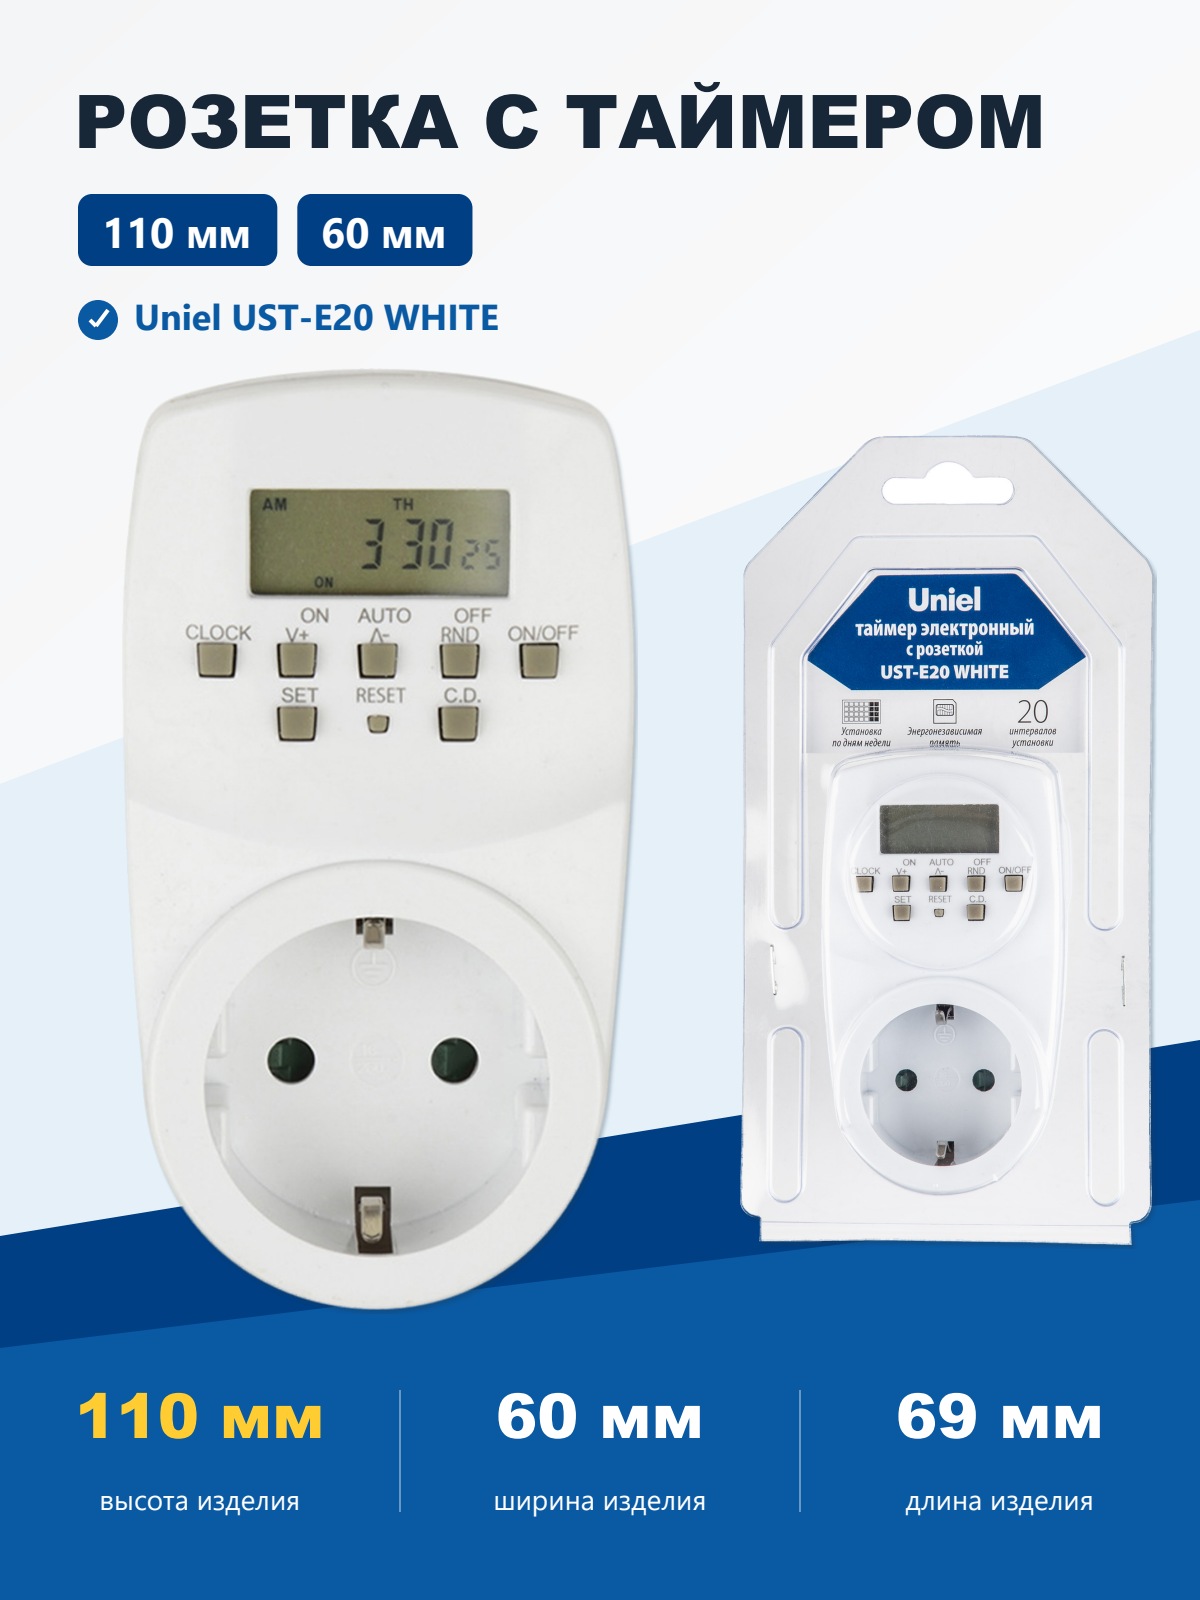 РОЗЕТКА С ТАЙМЕРОМ
110 мм
60 мм
Uniel UST-E20 WHITE
AM TH
3 30 25
ON
ON AUTO OFF
CLOCK V+ Λ- RND ON/OFF
SET RESET C.D.
Uniel
таймер электронный
с розеткой
UST-E20 WHITE
20
Установка
по дням недели
Энергонезависимая
память
интервалов
установки
ON AUTO OFF
CLOCK V+ Λ- RND ON/OFF
SET RESET C.D.
110 мм
высота изделия
60 мм
ширина изделия
69 мм
длина изделия